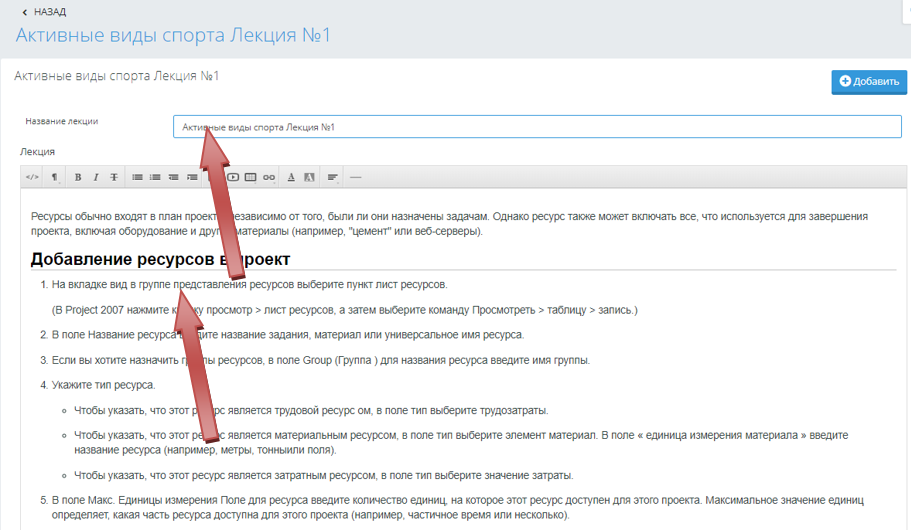 НАЗАД
Активные виды спорта Лекция №1
Активные виды спорта Лекция №1
Добавить
Название лекции
Активные виды спорта Лекция №1
Лекция
Ресурсы обычно входят в план проект независимо от того, были ли они назначены задачам. Однако ресурс также может включать все, что используется для завершения
проекта, включая оборудование и друг материалы (например, "цемент" или веб-серверы).
Добавление ресурсов в проект
1. На вкладке вид в группе представления ресурсов выберите пункт лист ресурсов.
(В Project 2007 нажмите к ку просмотр > лист ресурсов, а затем выберите команду Просмотреть > таблицу > запись.)
2. В поле Название ресурса дите название задания, материал или универсальное имя ресурса.
3. Если вы хотите назначить г пы ресурсов, в поле Group (Группа ) для названия ресурса введите имя группы.
4. Укажите тип ресурса.
Чтобы указать, что этот р рс является трудовой ресурс ом, в поле тип выберите трудозатраты.
Чтобы указать, что этот ре рс является материальным ресурсом, в поле тип выберите элемент материал. В поле « единица измерения материала » введите
название ресурса (например, метры, тонныили поля).
Чтобы указать, что этот ресурс является затратным ресурсом, в поле тип выберите значение затраты.
5. В поле Макс. Единицы измерения Поле для ресурса введите количество единиц, на которое этот ресурс доступен для этого проекта. Максимальное значение единиц
определяет, какая часть ресурса доступна для этого проекта (например, частичное время или несколько).